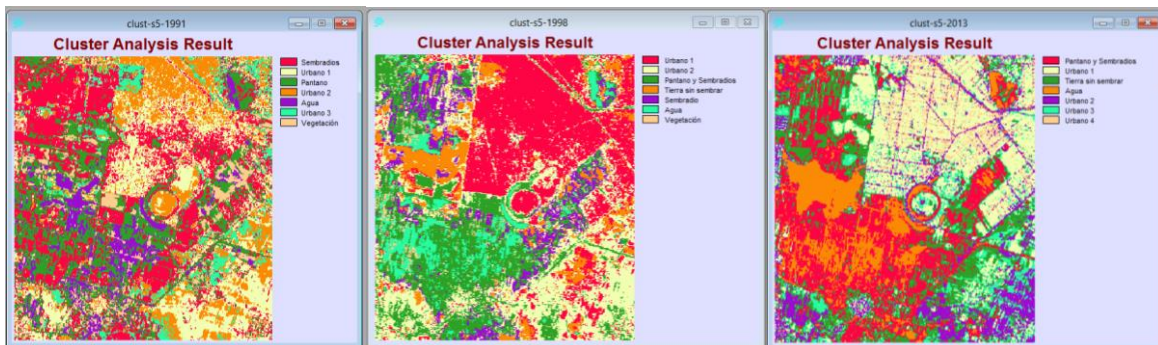 clust-s5-1991
Cluster Analysis Result
Sembrados
Urbano 1
Pantano
Urbano 2
Agua
Urbano 3
Vegetación
clust-s5-1998
Cluster Analysis Result
Urbano 1
Urbano 2
Pantano y Sembrados
Tierra sin sembrar
Sembradio
Agua
Vegetación
clust-s5-2013
Cluster Analysis Result
Pantano y Sembrados
Urbano 1
Tierra sin sembrar
Agua
Urbano 2
Urbano 3
Urbano 4